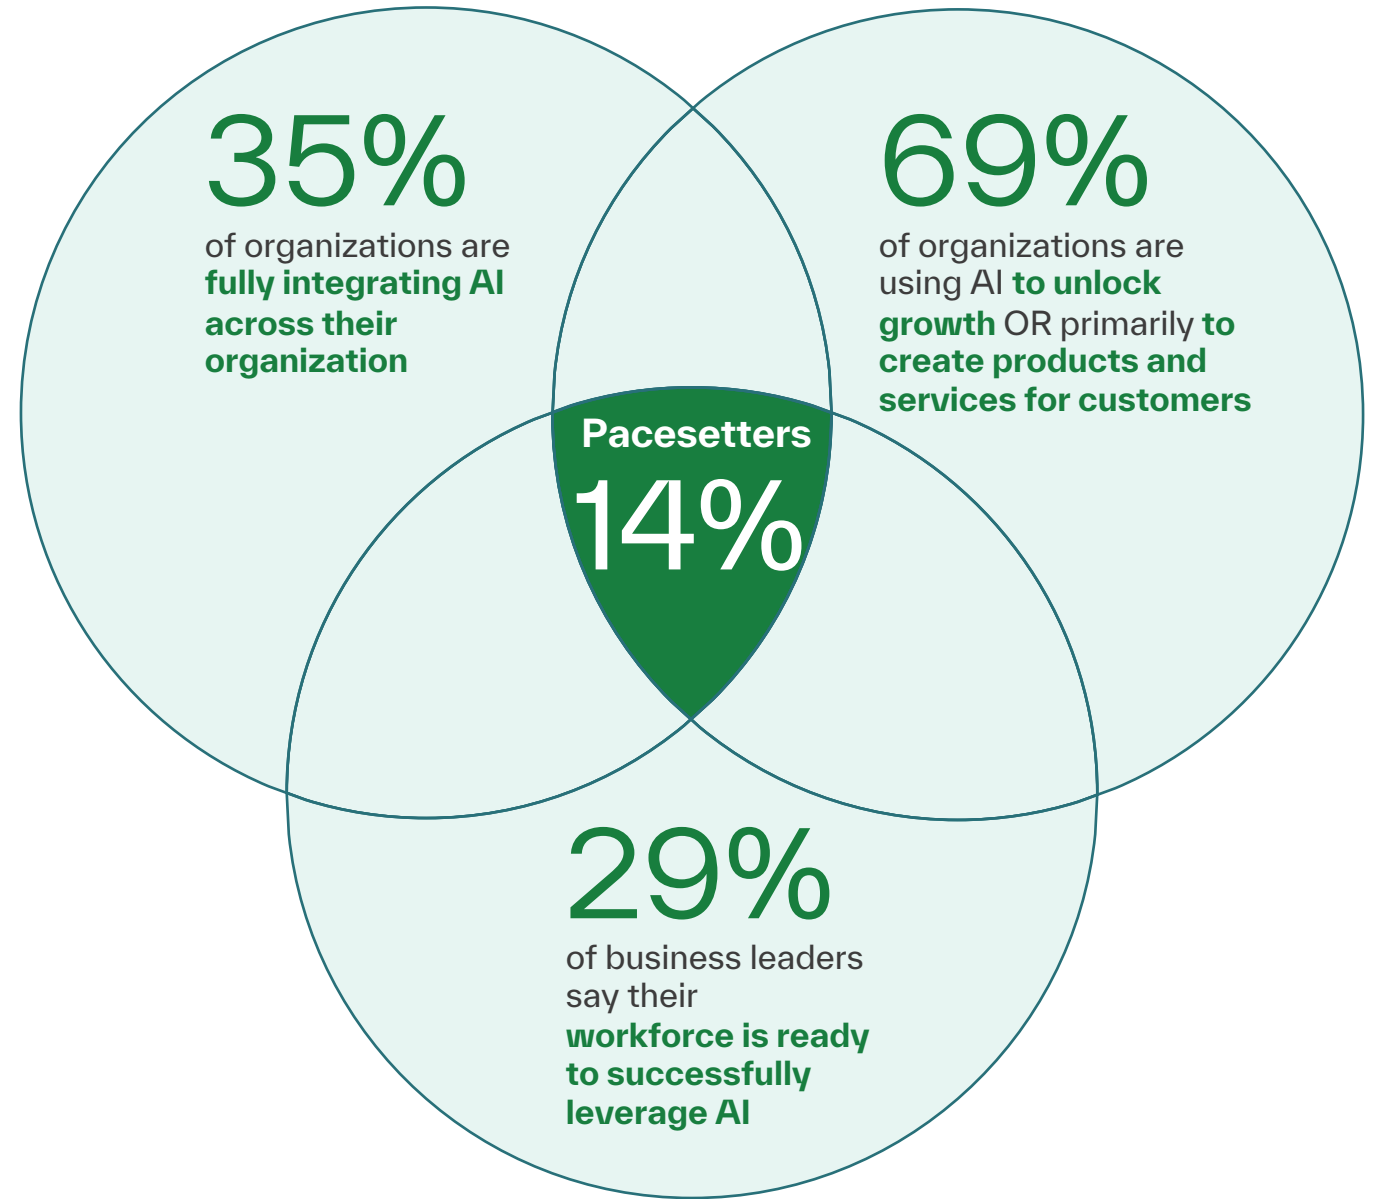 35%
of organizations are
fully integrating AI
across their
organization
69%
of organizations are
using AI to unlock
growth OR primarily to
create products and
services for customers
Pacesetters
14%
29%
of business leaders
say their
workforce is ready
to successfully
leverage AI